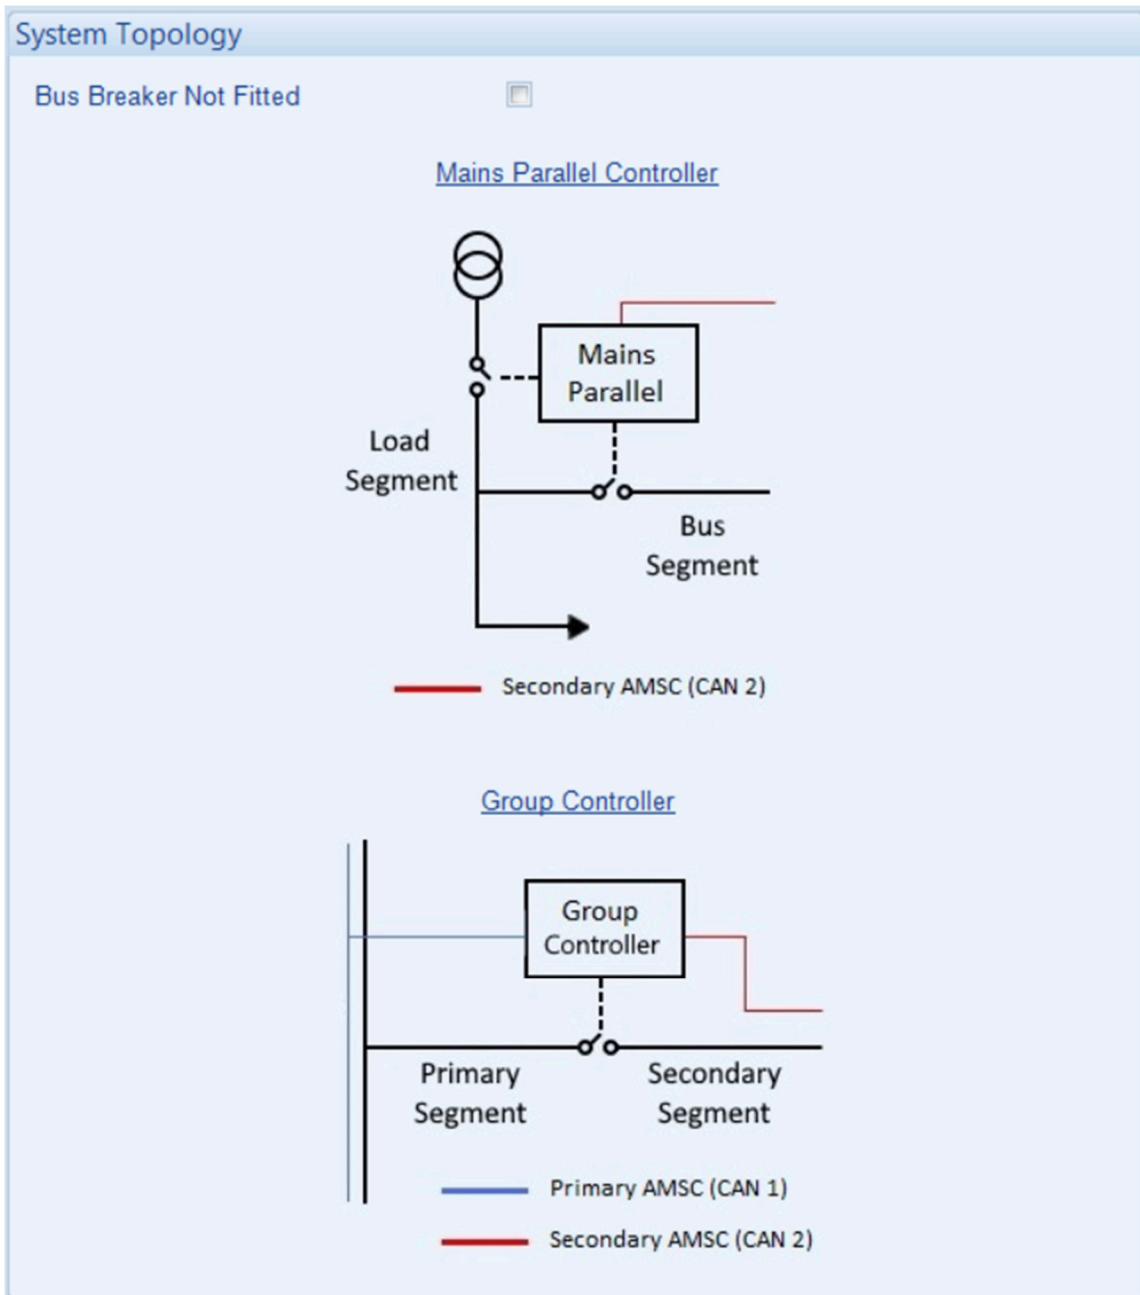 System Topology
Bus Breaker Not Fitted
Mains Parallel Controller
Mains
Parallel
Load
Segment
Bus
Segment
Secondary AMSC (CAN 2)
Group Controller
Group
Controller
Primary
Segment
Secondary
Segment
Primary AMSC (CAN 1)
Secondary AMSC (CAN 2)